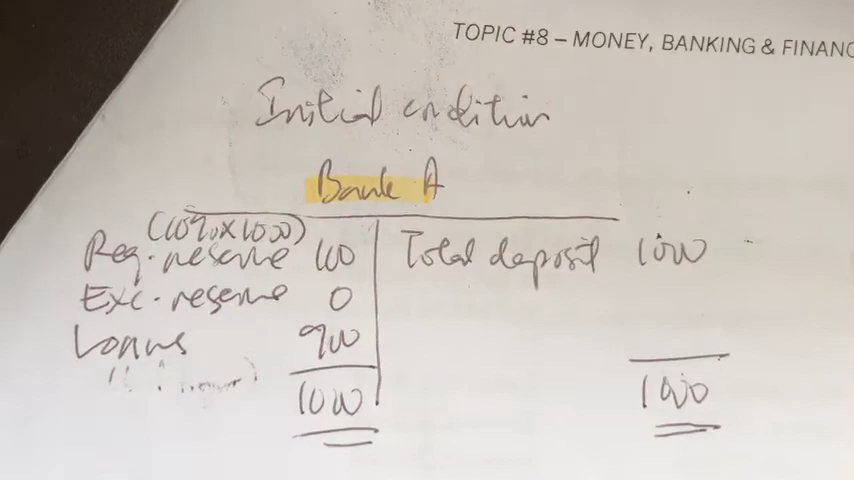 TOPIC #8 – MONEY, BANKING & FINANC
Initial condition
Bank A
(10%x1000)
Req. reserve 100 Total deposit 1000
Exc. reserve 0
Loans 900
1000 1000